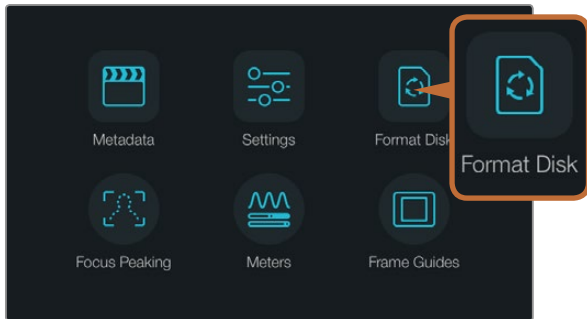 Metadata
Settings
Format Disk
Format Disk
Focus Peaking
Meters
Frame Guides